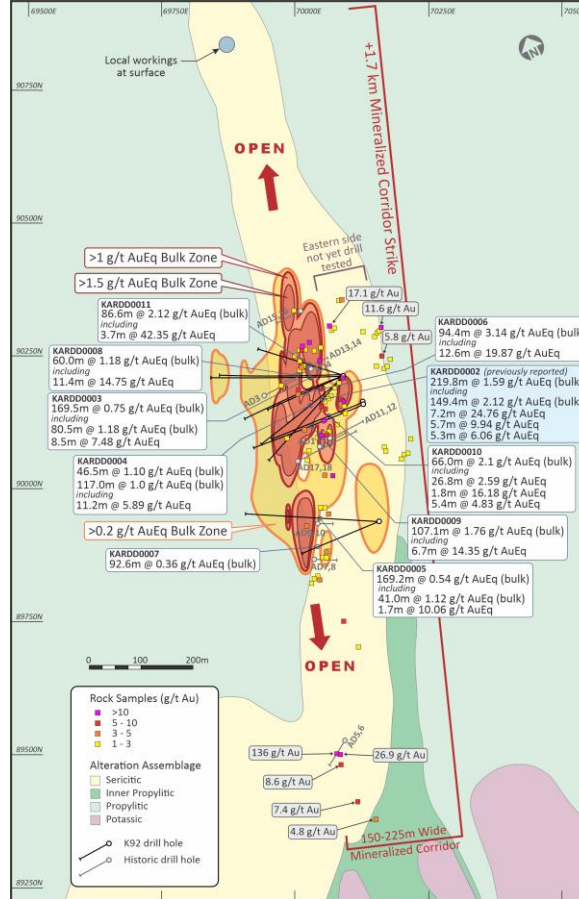 69500E
69750E
70000E
70250E
90750N
90500N
90250N
90000N
89750N
89500N
89250N
N
Local workings
at surface
+1.7 km Mineralized Corridor Strike
OPEN
Eastern side
not yet drill
tested
>1 g/t AuEq Bulk Zone
>1.5 g/t AuEq Bulk Zone
17.1 g/t Au
11.6 g/t Au
5.8 g/t Au
KARDD0011
86.6m @ 2.12 g/t AuEq (bulk)
including
3.7m @ 42.35 g/t AuEq
KARDD0008
60.0m @ 1.18 g/t AuEq (bulk)
including
11.4m @ 14.75 g/t AuEq
KARDD0003
169.5m @ 0.75 g/t AuEq (bulk)
including
80.5m @ 1.18 g/t AuEq
8.5m @ 7.48 g/t AuEq
KARDD0004
46.5m @ 1.10 g/t AuEq (bulk)
117.0m @ 1.0 g/t AuEq (bulk)
including
11.2m @ 5.89 g/t AuEq
>0.2 g/t AuEq Bulk Zone
KARDD0007
92.6m @ 0.36 g/t AuEq (bulk)
KARDD0006
94.4m @ 3.14 g/t AuEq (bulk)
including
12.6m @ 19.87 g/t AuEq
KARDD0002 (previously reported)
219.8m @ 1.59 g/t AuEq (bulk)
including
149.4m @ 2.12 g/t AuEq (bulk)
7.2m @ 24.76 g/t AuEq
5.7m @ 9.94 g/t AuEq
5.3m @ 6.06 g/t AuEq
KARDD0010
66.0m @ 2.1 g/t AuEq (bulk)
including
26.8m @ 2.59 g/t AuEq
1.8m @ 16.18 g/t AuEq
5.4m @ 4.83 g/t AuEq
KARDD0009
107.1m @ 1.76 g/t AuEq (bulk)
including
6.7m @ 14.35 g/t AuEq
KARDD0005
169.2m @ 0.54 g/t AuEq (bulk)
including
41.0m @ 1.12 g/t AuEq (bulk)
1.7m @ 10.06 g/t AuEq
AD13,14
AD3
AD11,12
AD17,18
AD7,8
AD5,6
OPEN
0 100 200m
Rock Samples (g/t Au)
>10
5 - 10
3 - 5
1 - 3
Alteration Assemblage
Sericitic
Inner Propylitic
Propylitic
Potassic
K92 drill hole
Historic drill hole
136 g/t Au
26.9 g/t Au
8.6 g/t Au
7.4 g/t Au
4.8 g/t Au
150-225m Wide
Mineralized Corridor